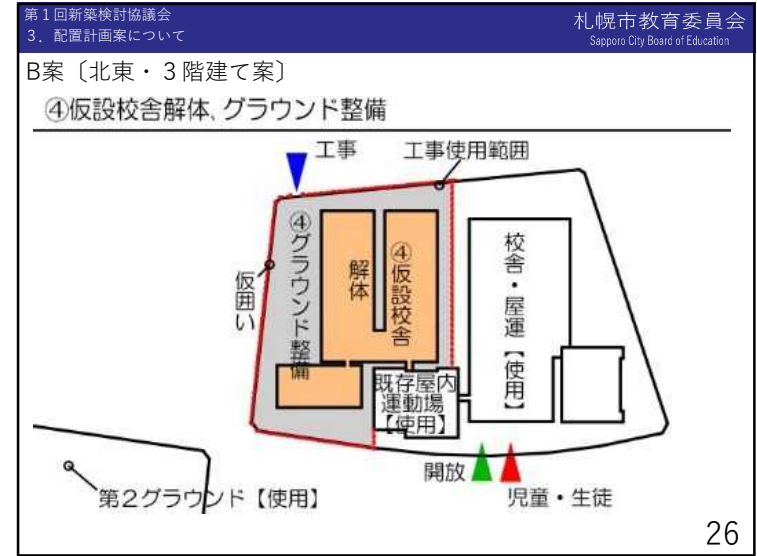 第１回新築検討協議会
３．配置計画案について
札幌市教育委員会
Sapporo City Board of Education
B案〔北東・３階建て案〕
④仮設校舎解体、グラウンド整備
工事
工事使用範囲
④グラウンド整備
解体
④仮設校舎
校舎・屋運【使用】
仮囲い
既存屋内
運動場
【使用】
開放
児童・生徒
第２グラウンド【使用】
26